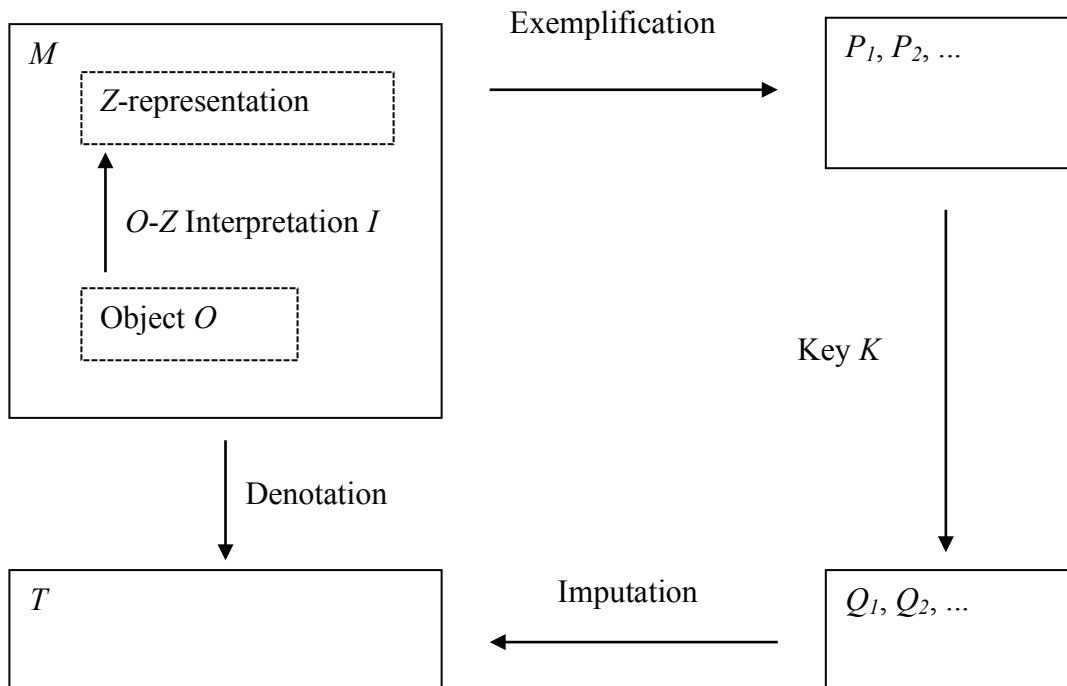 Exemplification
M
P1, P2, ...
Z-representation
O-Z Interpretation I
Object O
Key K
Denotation
T
Imputation
Q1, Q2, ...